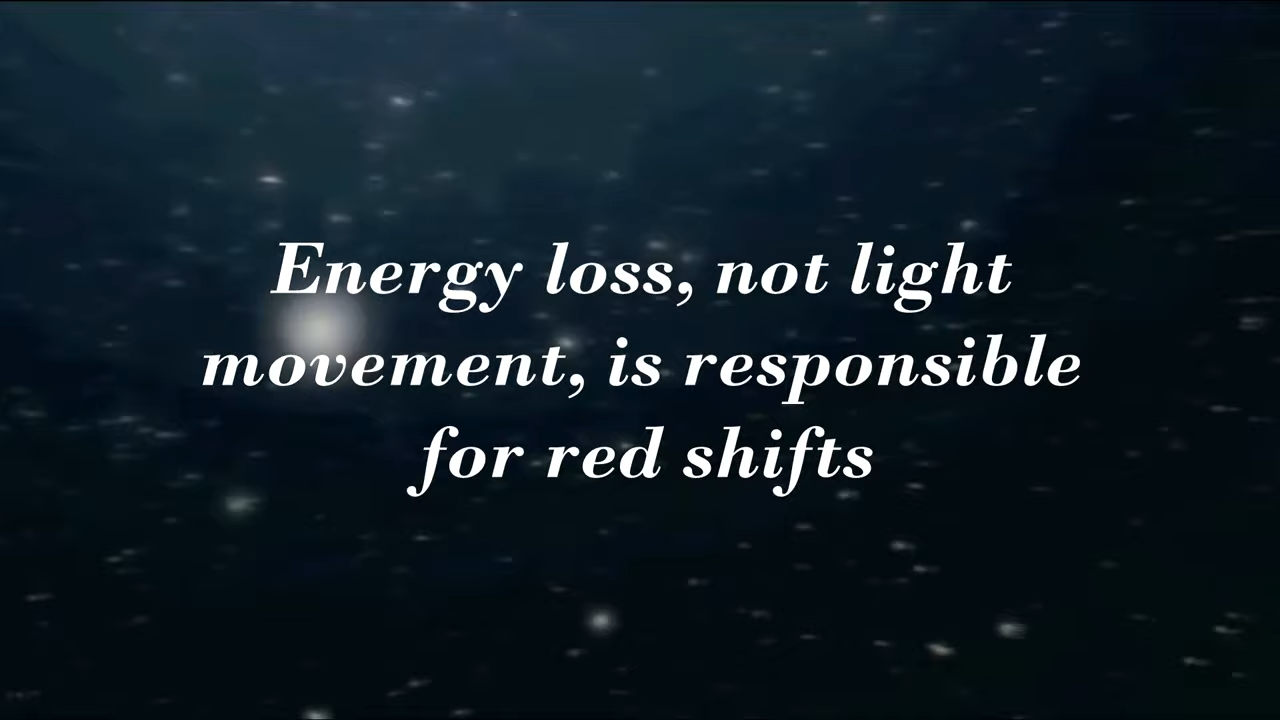 Energy loss, not light
movement, is responsible
for red shifts